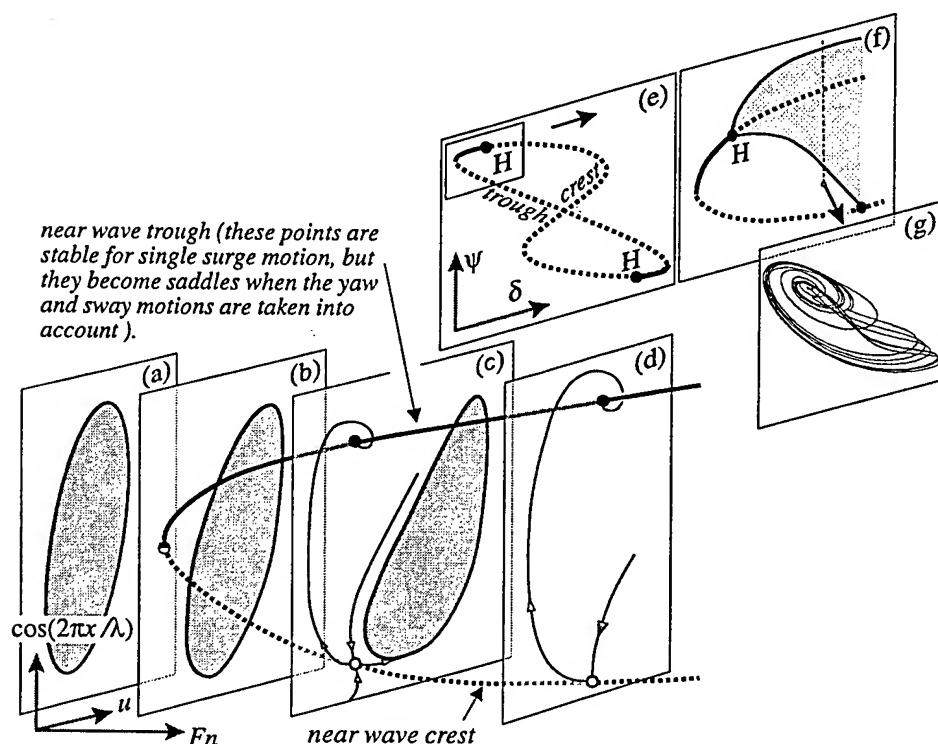 (f)
(e)
H
H
crest
trough
near wave trough (these points are
stable for single surge motion, but
they become saddles when the yaw
and sway motions are taken into
account ).
ψ
δ
H
(g)
(a)
(b)
(c)
(d)
cos(2πx/λ)
u
Fn
near wave crest